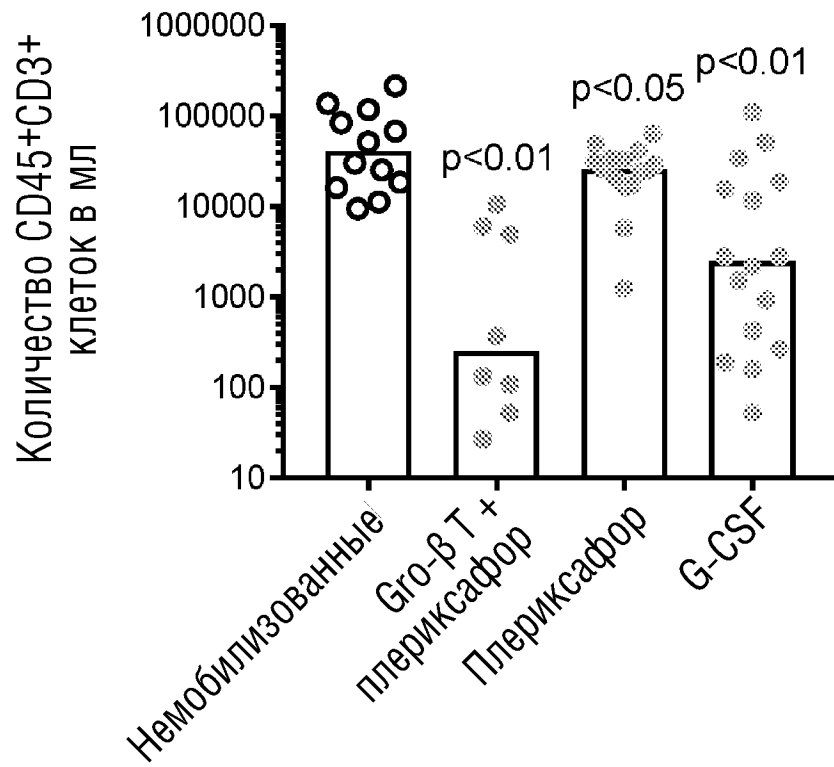 Количество CD45+CD3+
клеток в мл
1000000
100000
10000
1000
100
10
p<0.01
p<0.05
p<0.01
Немобилизованные
Gro-β T +
плериксафор
Плериксафор
G-CSF